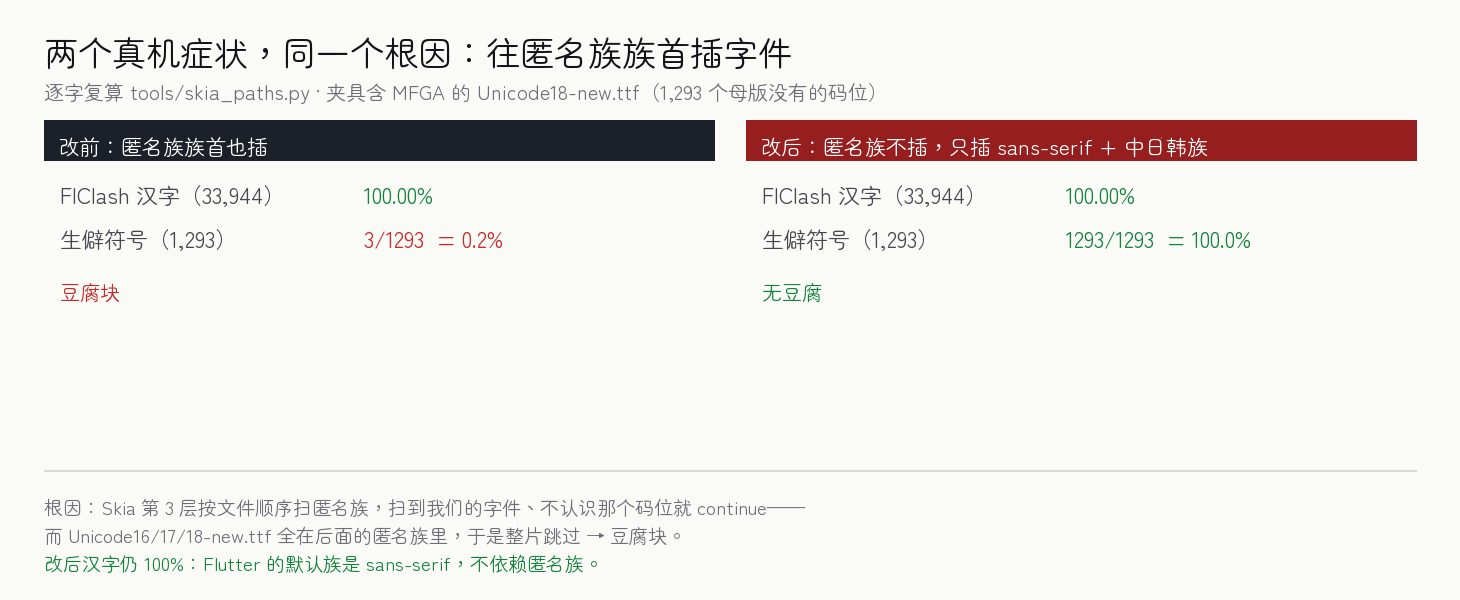 两个真机症状，同一个根因：往匿名族族首插字件
逐字复算 tools/skia_paths.py · 夹具含 MFGA 的 Unicode18-new.ttf（1,293 个母版没有的码位）
改前：匿名族族首也插
FlClash 汉字（33,944） 100.00%
生僻符号（1,293） 3/1293 = 0.2%
豆腐块
改后：匿名族不插，只插 sans-serif + 中日韩族
FlClash 汉字（33,944） 100.00%
生僻符号（1,293） 1293/1293 = 100.0%
无豆腐
根因：Skia 第 3 层按文件顺序扫匿名族，扫到我们的字件、不认识那个码位就 continue——
而 Unicode16/17/18-new.ttf 全在后面的匿名族里，于是整片跳过 → 豆腐块。
改后汉字仍 100%：Flutter 的默认族是 sans-serif，不依赖匿名族。